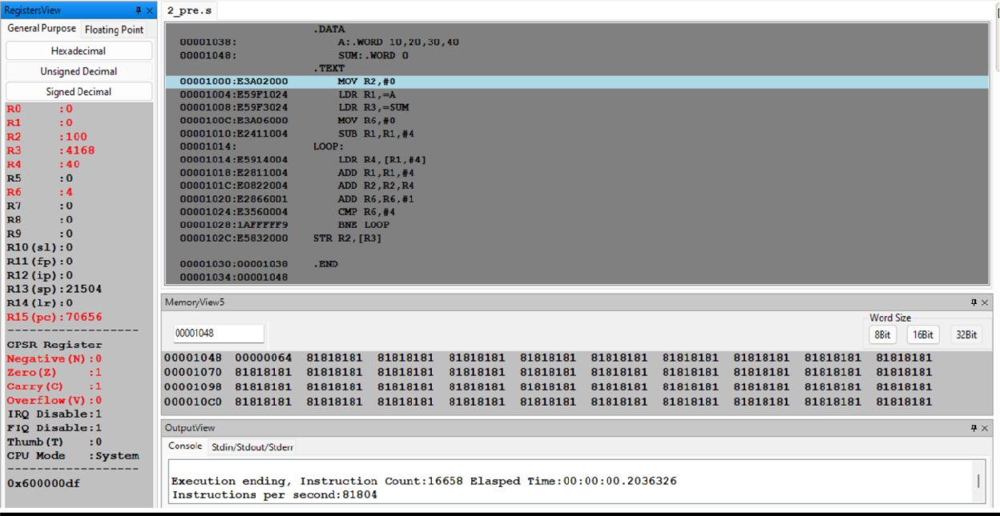 RegistersView
General Purpose Floating Point
Hexadecimal
Unsigned Decimal
Signed Decimal
R0 :0
R1 :0
R2 :100
R3 :4168
R4 :40
R5 :0
R6 :4
R7 :0
R8 :0
R9 :0
R10(sl):0
R11(fp):0
R12(ip):0
R13(sp):21504
R14(lr):0
R15(pc):70656
------------------
CPSR Register
Negative(N):0
Zero(Z) :1
Carry(C) :1
Overflow(V):0
IRQ Disable:1
FIQ Disable:1
Thumb(T) :0
CPU Mode :System
------------------
0x600000df
2_pre.s
.DATA
00001038: A:.WORD 10,20,30,40
00001048: SUM:.WORD 0
.TEXT
00001000:E3A02000 MOV R2,#0
00001004:E59F1024 LDR R1,=A
00001008:E59F3024 LDR R3,=SUM
0000100C:E3A06000 MOV R6,#0
00001010:E2411004 SUB R1,R1,#4
00001014: LOOP:
00001014:E5914004 LDR R4,[R1,#4]
00001018:E2811004 ADD R1,R1,#4
0000101C:E0822004 ADD R2,R2,R4
00001020:E2866001 ADD R6,R6,#1
00001024:E3560004 CMP R6,#4
00001028:1AFFFFF9 BNE LOOP
0000102C:E5832000 STR R2,[R3]
00001030:00001038 .END
00001034:00001048
MemoryView5
Word Size
00001048 8Bit 16Bit 32Bit
00001048 00000064 81818181 81818181 81818181 81818181 81818181 81818181 81818181 81818181 81818181
00001070 81818181 81818181 81818181 81818181 81818181 81818181 81818181 81818181 81818181 81818181
00001098 81818181 81818181 81818181 81818181 81818181 81818181 81818181 81818181 81818181 81818181
000010C0 81818181 81818181 81818181 81818181 81818181 81818181 81818181 81818181 81818181 81818181
OutputView
Console Stdin/Stdout/Stderr
Execution ending, Instruction Count:16658 Elasped Time:00:00:00.2036326
Instructions per second:81804